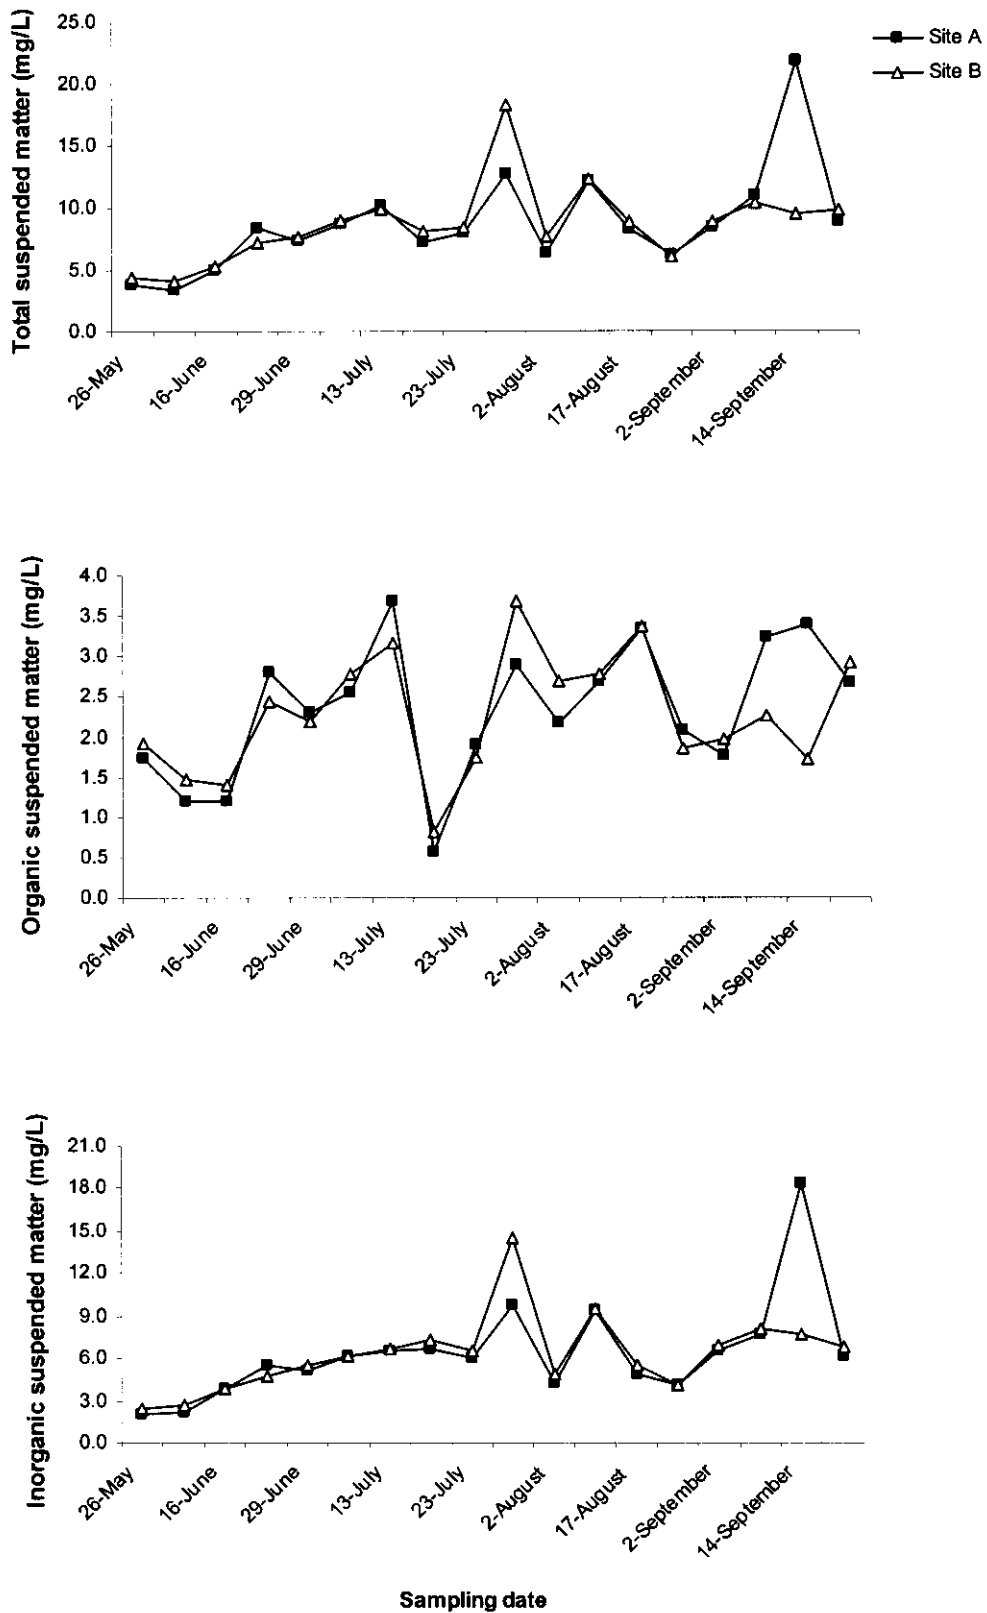 Total suspended matter (mg/L)
25.0
20.0
15.0
10.0
5.0
0.0
Site A
Site B
26-May
16-June
29-June
13-July
23-July
2-August
17-August
2-September
14-September
Organic suspended matter (mg/L)
4.0
3.5
3.0
2.5
2.0
1.5
1.0
0.5
0.0
26-May
16-June
29-June
13-July
23-July
2-August
17-August
2-September
14-September
Inorganic suspended matter (mg/L)
21.0
18.0
15.0
12.0
9.0
6.0
3.0
0.0
26-May
16-June
29-June
13-July
23-July
2-August
17-August
2-September
14-September
Sampling date